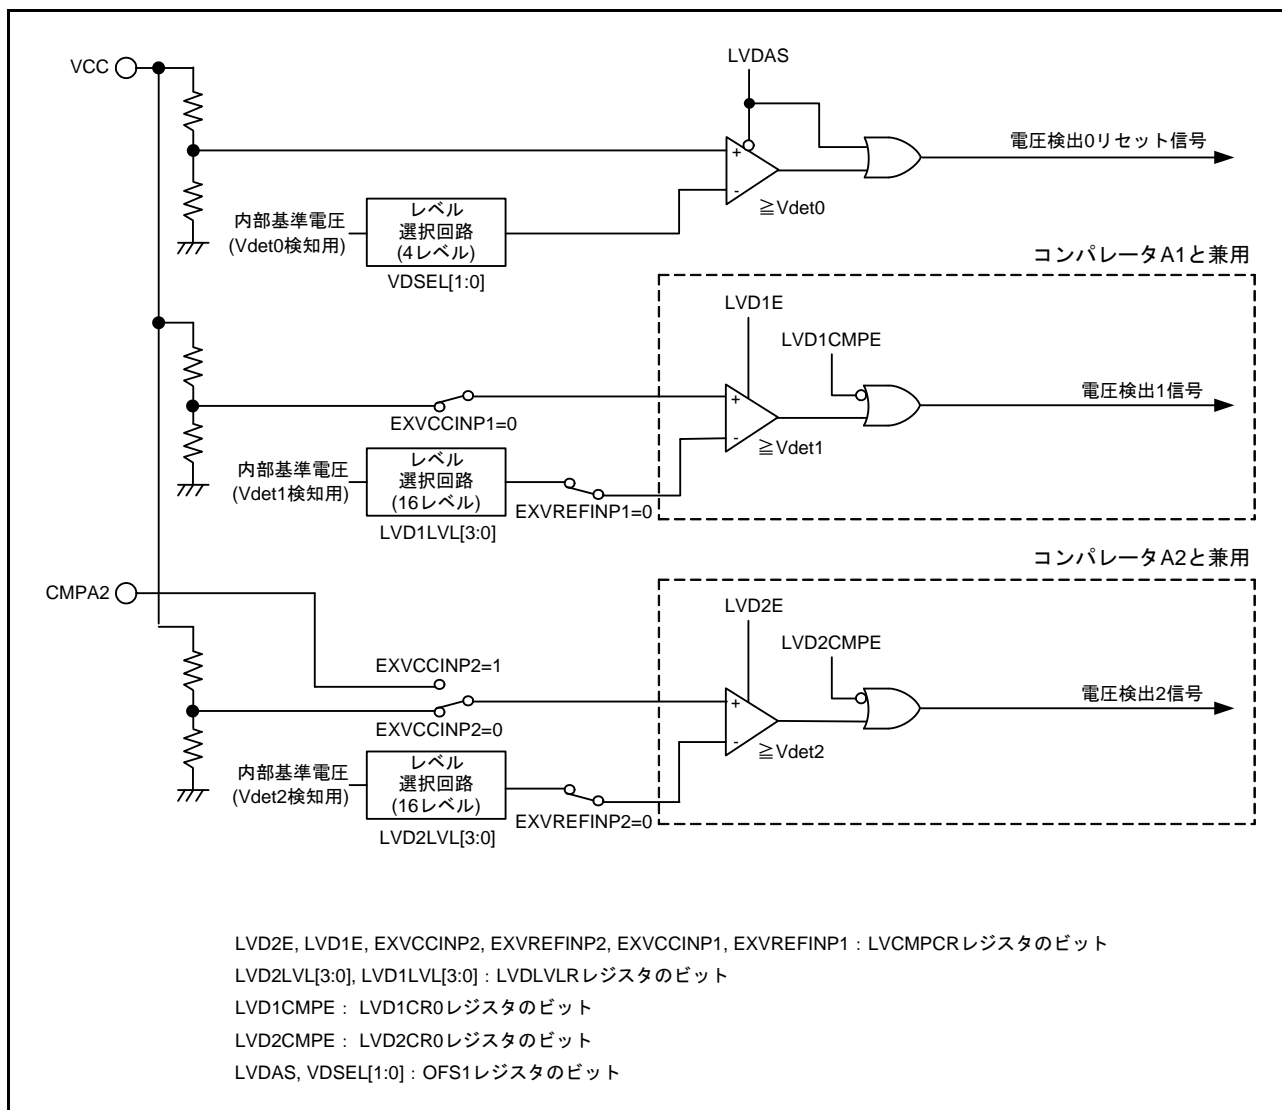 VCC
LVDAS
電圧検出0リセット信号
+
-
≧Vdet0
内部基準電圧
(Vdet0検知用)
レベル
選択回路
(4レベル)
VDSEL[1:0]
コンパレータA1と兼用
LVD1E
LVD1CMPE
電圧検出1信号
EXVCCINP1=0
+
-
≧Vdet1
内部基準電圧
(Vdet1検知用)
レベル
選択回路
(16レベル)
EXVREFINP1=0
LVD1LVL[3:0]
コンパレータA2と兼用
CMPA2
LVD2E
LVD2CMPE
EXVCCINP2=1
電圧検出2信号
+
-
EXVCCINP2=0
≧Vdet2
内部基準電圧
(Vdet2検知用)
レベル
選択回路
(16レベル)
EXVREFINP2=0
LVD2LVL[3:0]
LVD2E, LVD1E, EXVCCINP2, EXVREFINP2, EXVCCINP1, EXVREFINP1：LVCMPCRレジスタのビット
LVD2LVL[3:0], LVD1LVL[3:0]：LVDLVLRレジスタのビット
LVD1CMPE： LVD1CR0レジスタのビット
LVD2CMPE： LVD2CR0レジスタのビット
LVDAS, VDSEL[1:0]：OFS1レジスタのビット